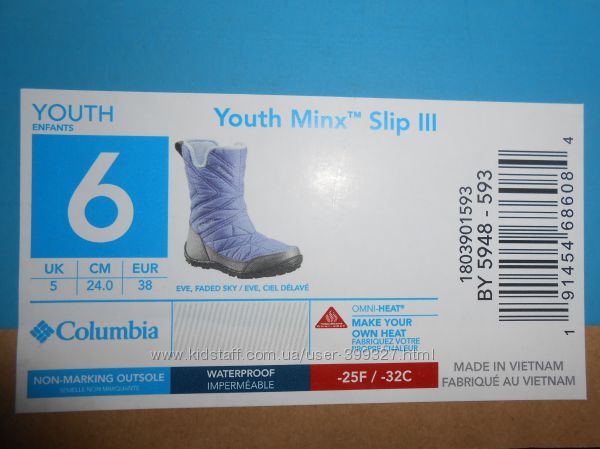 YOUTH
ENFANTS
6
UK CM EUR
5 24.0 38
Youth Minx™ Slip III
EVE, FADED SKY / EVE, CIEL DÉLAVÉ
Columbia
OMNI-HEAT®
MAKE YOUR
OWN HEAT
FABRIQUEZ VOTRE
PROPRE CHALEUR
www.kidstaff.com.ua/user-399327.html
NON-MARKING OUTSOLE
SEMELLE NON MARQUANTE
WATERPROOF
IMPERMÉABLE
-25F / -32C
1803901593
BY 5948 - 593
1 91454 68608 4
MADE IN VIETNAM
FABRIQUÉ AU VIETNAM